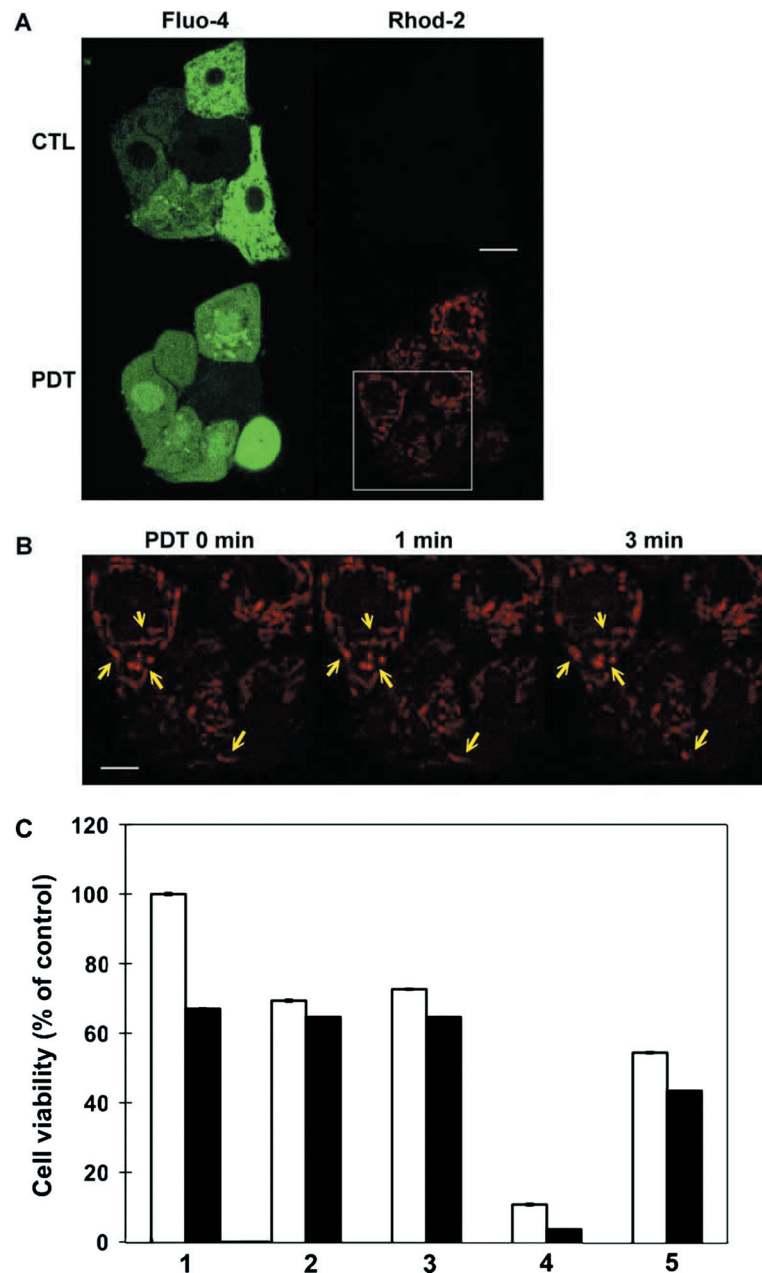 A
Fluo-4 Rhod-2
CTL
PDT
B
PDT 0 min 1 min 3 min
C
Cell viability (% of control)
120
100
80
60
40
20
0
1 2 3 4 5